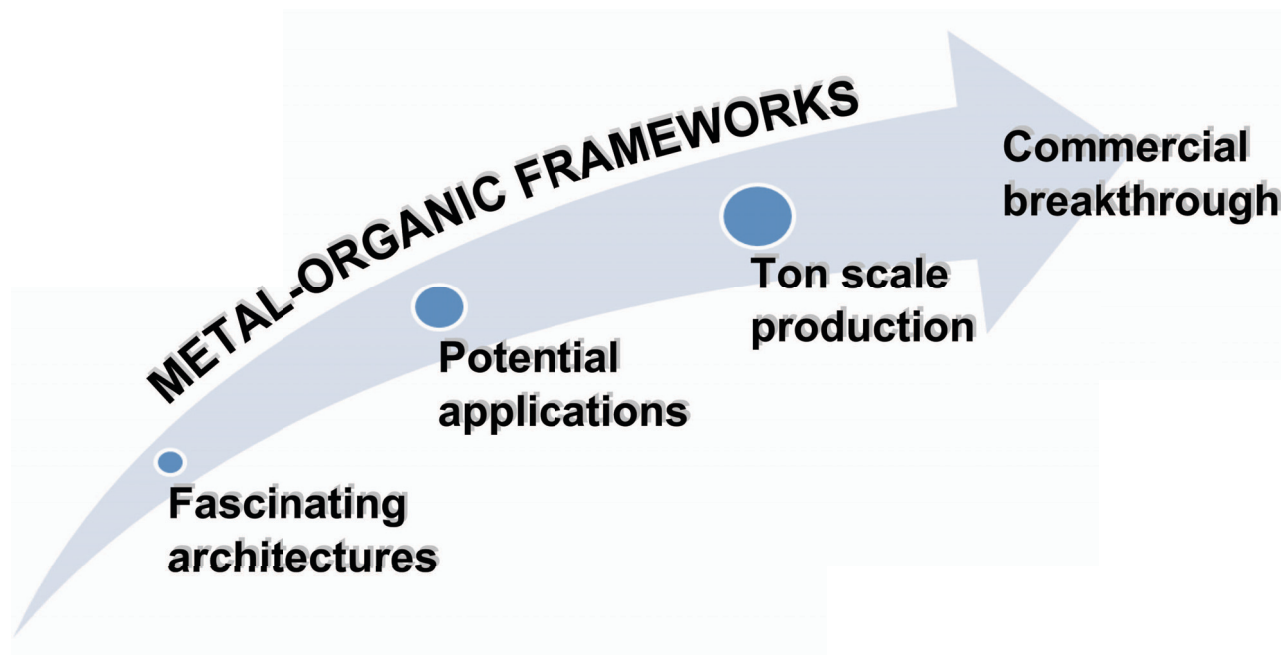 METAL-ORGANIC FRAMEWORKS
Commercial
breakthrough
Ton scale
production
Potential
applications
Fascinating
architectures